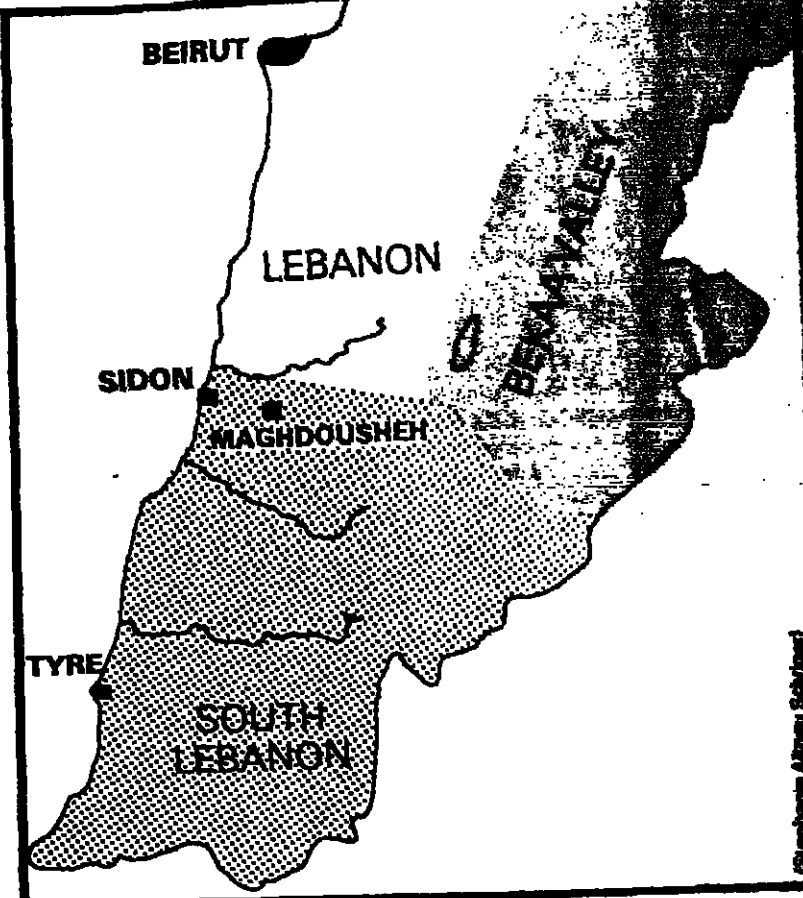 BEIRUT
LEBANON
BEKAA VALLEY
SIDON
MAGHDOUSHEH
TYRE
SOUTH
LEBANON